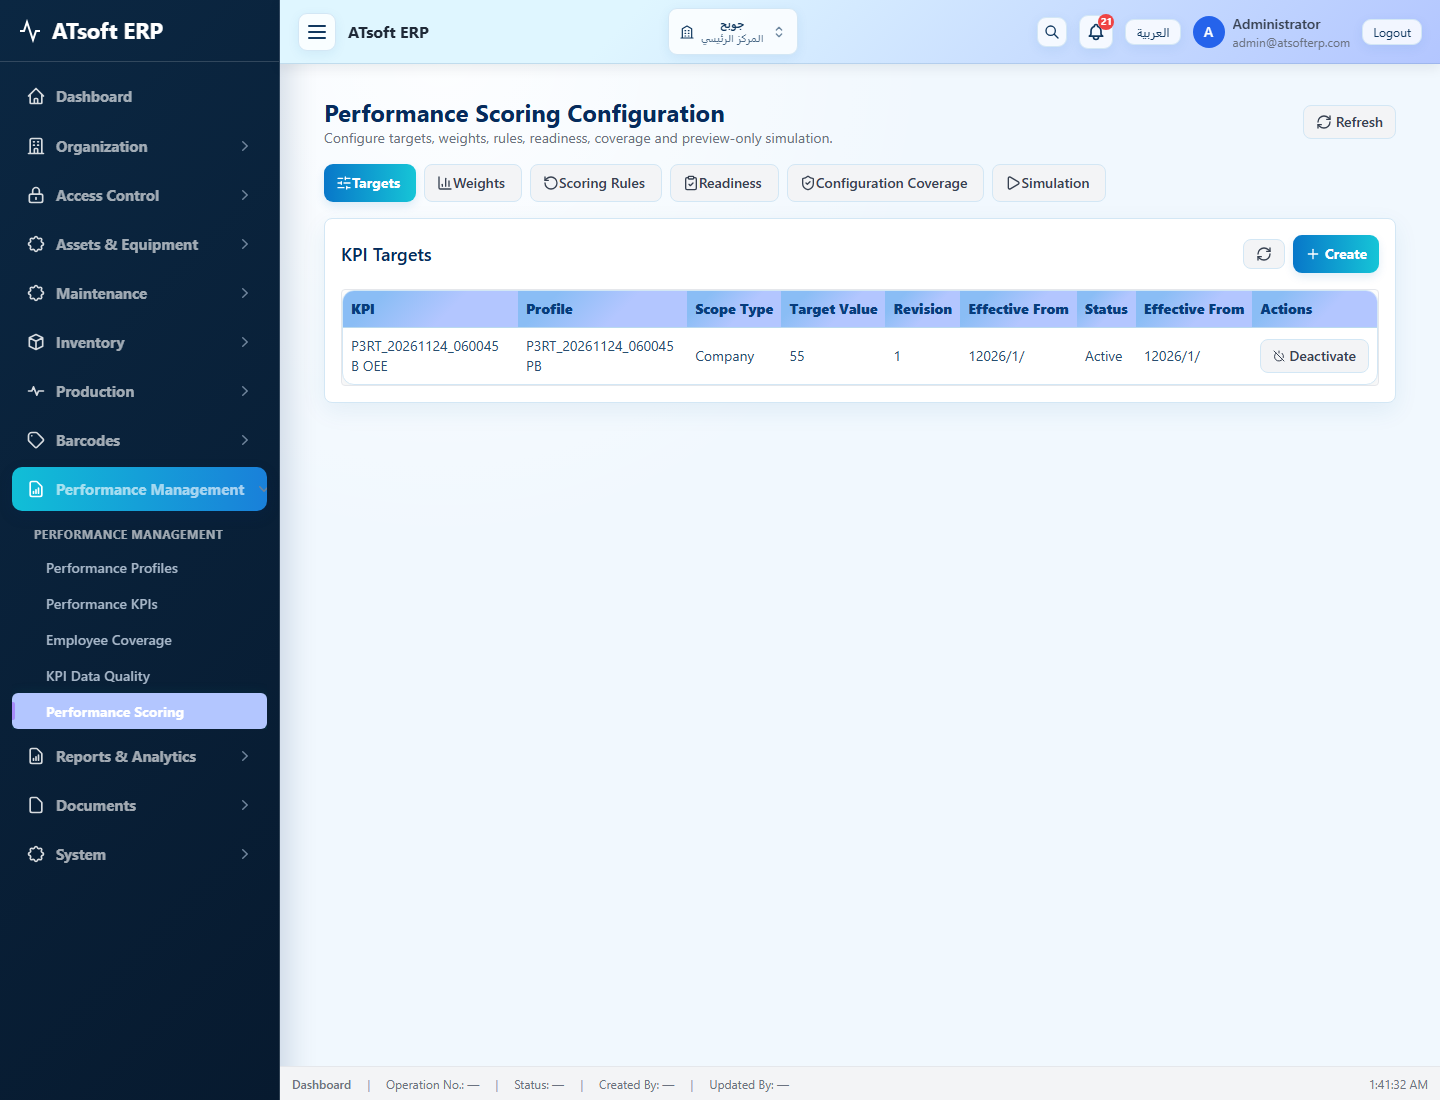 ATsoft ERP
Dashboard
Organization
Access Control
Assets & Equipment
Maintenance
Inventory
Production
Barcodes
Performance Management
PERFORMANCE MANAGEMENT
Performance Profiles
Performance KPIs
Employee Coverage
KPI Data Quality
Performance Scoring
Reports & Analytics
Documents
System
ATsoft ERP
جوبح
المركز الرئيسي
21
العربية
A
Administrator
admin@atsofterp.com
Logout
Performance Scoring Configuration
Configure targets, weights, rules, readiness, coverage and preview-only simulation.
Refresh
Targets
Weights
Scoring Rules
Readiness
Configuration Coverage
Simulation
KPI Targets
Create
KPI Profile Scope Type Target Value Revision Effective From Status Effective From Actions
P3RT_20261124_060045 P3RT_20261124_060045
B OEE PB Company 55 1 12026/1/ Active 12026/1/ Deactivate
Dashboard | Operation No.: — | Status: — | Created By: — | Updated By: — 1:41:32 AM